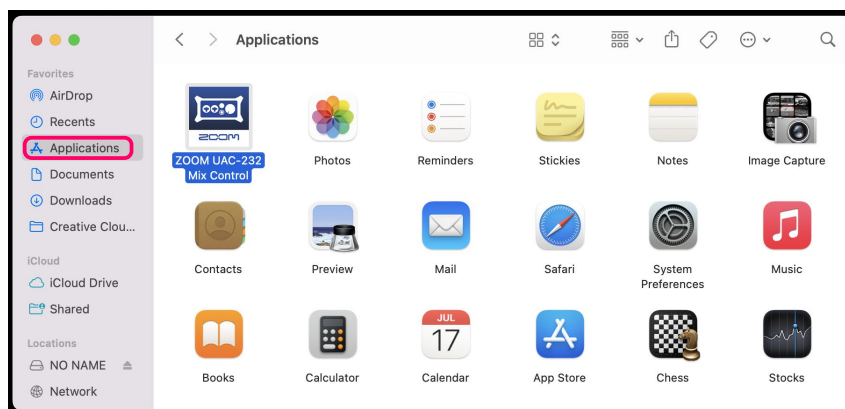 Applications
Favorites
AirDrop
Recents
Applications
Documents
Downloads
Creative Clou...
iCloud
iCloud Drive
Shared
Locations
NO NAME
Network
ZOOM
ZOOM UAC-232
Mix Control
Photos
Reminders
Stickies
Notes
Image Capture
Contacts
Preview
Mail
Safari
System
Preferences
Music
JUL
17
Books
Calculator
Calendar
App Store
Chess
Stocks